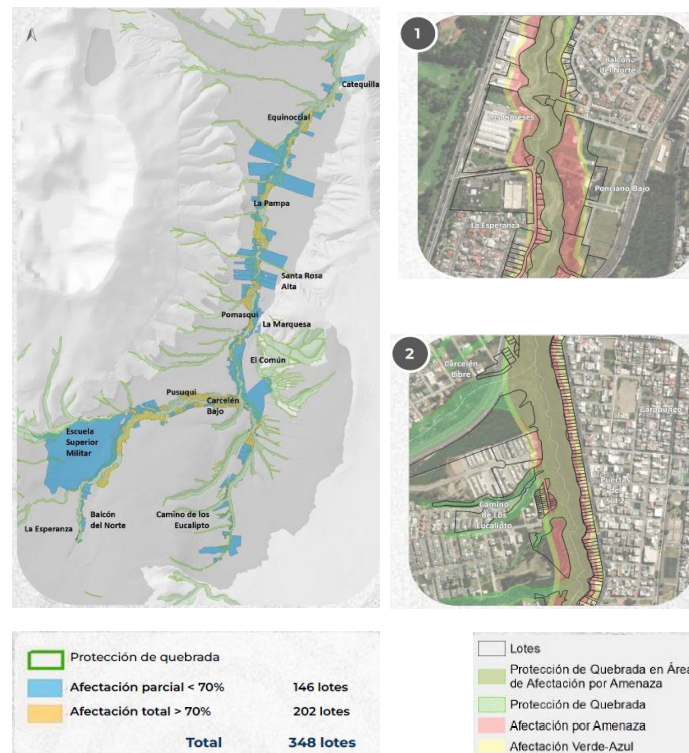 Catequilla
Equinoccial
La Pampa
Santa Rosa
Alta
Pomasqui
La Marquesa
El Común
Pusuquí
Carcelén
Bajo
Escuela
Superior
Militar
La Esperanza
Balcón
del Norte
Camino de los
Eucalipto
1
Balcón
del Norte
Ponciano Bajo
La Esperanza
2
Carcelén
Libre
Carapungo
Puertas
del
Sol 2
Camino
de Los
Eucalipto
Protección de quebrada
Afectación parcial < 70% 146 lotes
Afectación total > 70% 202 lotes
Total 348 lotes
Lotes
Protección de Quebrada en Área
de Afectación por Amenaza
Protección de Quebrada
Afectación por Amenaza
Afectación Verde-Azul